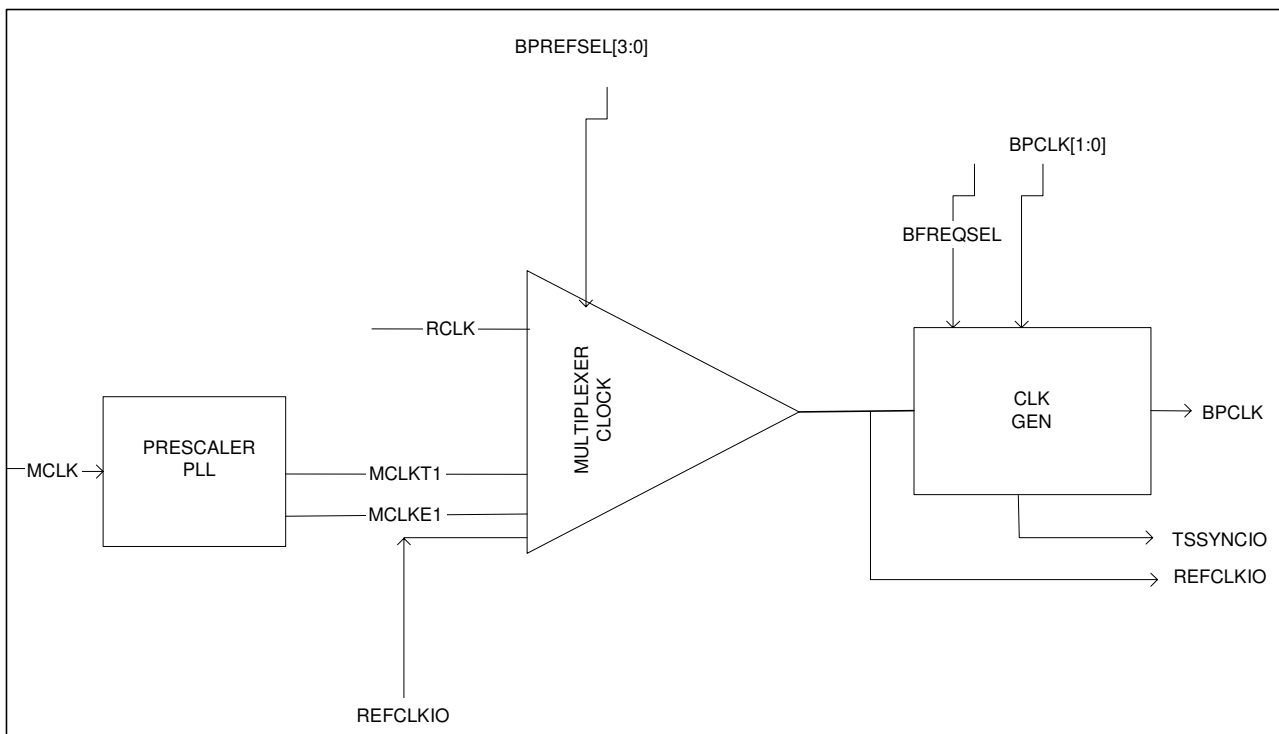 BPREFSEL[3:0]
BPCLK[1:0]
BFREQSEL
RCLK
MULTIPLEXER
CLOCK
CLK
GEN
BPCLK
PRESCALER
PLL
MCLK
MCLKT1
MCLKE1
TSSYNCIO
REFCLKIO
REFCLKIO